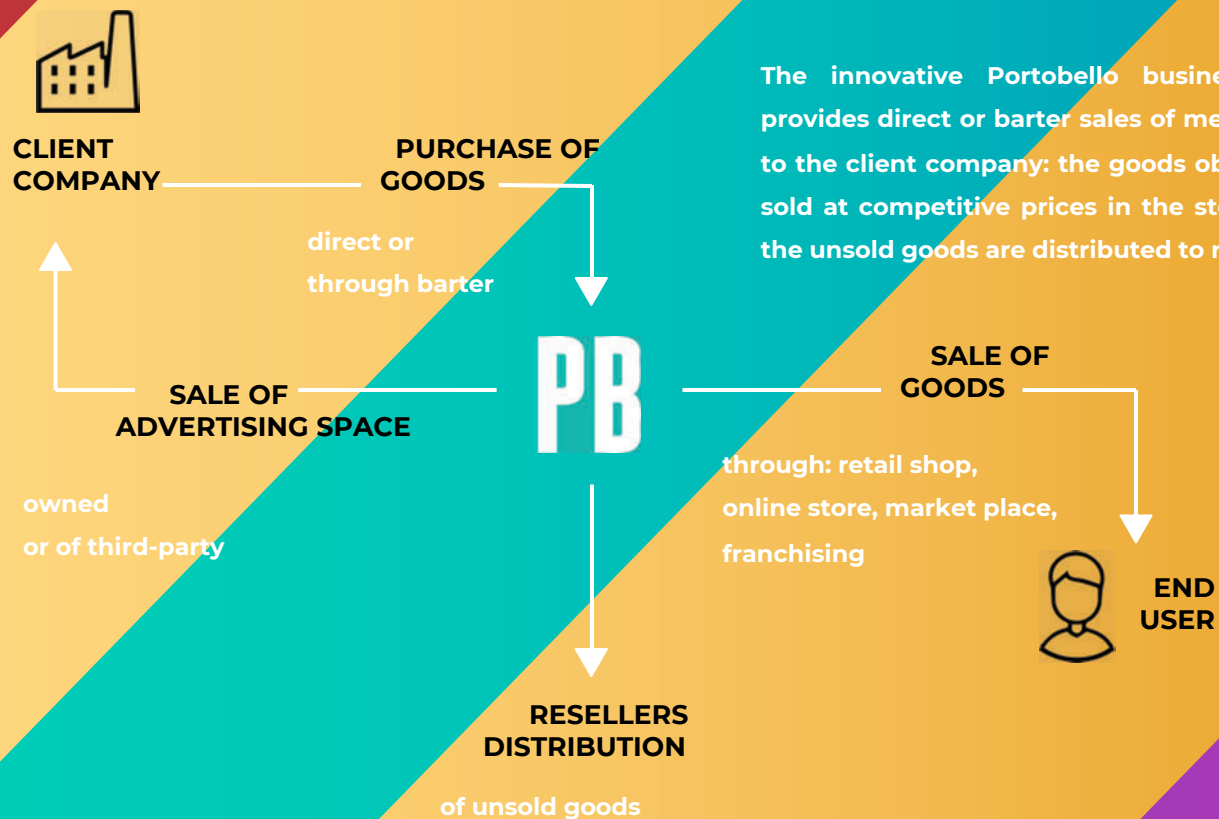 The innovative Portobello
provides direct or barter sales of
to the client company: the goods
sold at competitive prices in the
the unsold goods are distributed to
CLIENT
COMPANY
PURCHASE OF
GOODS
direct or
through barter
PB
SALE OF
ADVERTISING SPACE
owned
or of third-party
SALE OF
GOODS
through: retail shop,
online store, market place,
franchising
END
USER
RESELLERS
DISTRIBUTION
of unsold goods